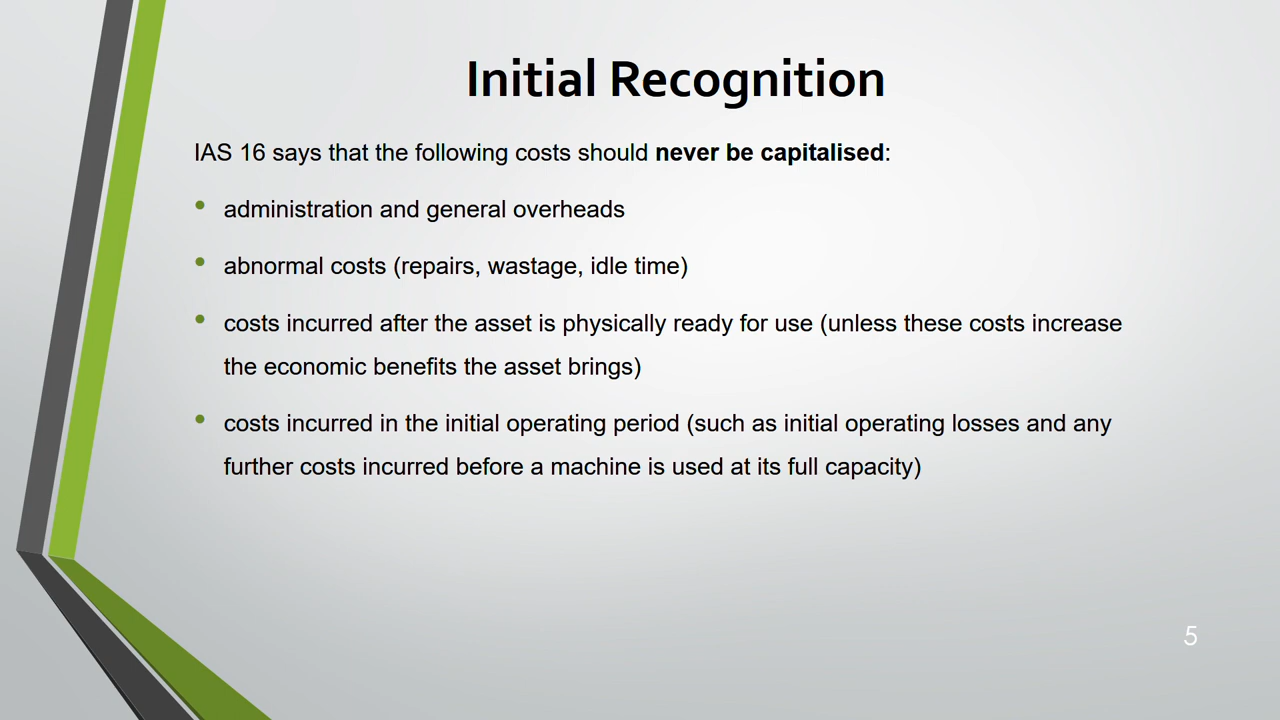 Initial Recognition
IAS 16 says that the following costs should never be capitalised:
• administration and general overheads
• abnormal costs (repairs, wastage, idle time)
• costs incurred after the asset is physically ready for use (unless these costs increase
the economic benefits the asset brings)
• costs incurred in the initial operating period (such as initial operating losses and any
further costs incurred before a machine is used at its full capacity)
5